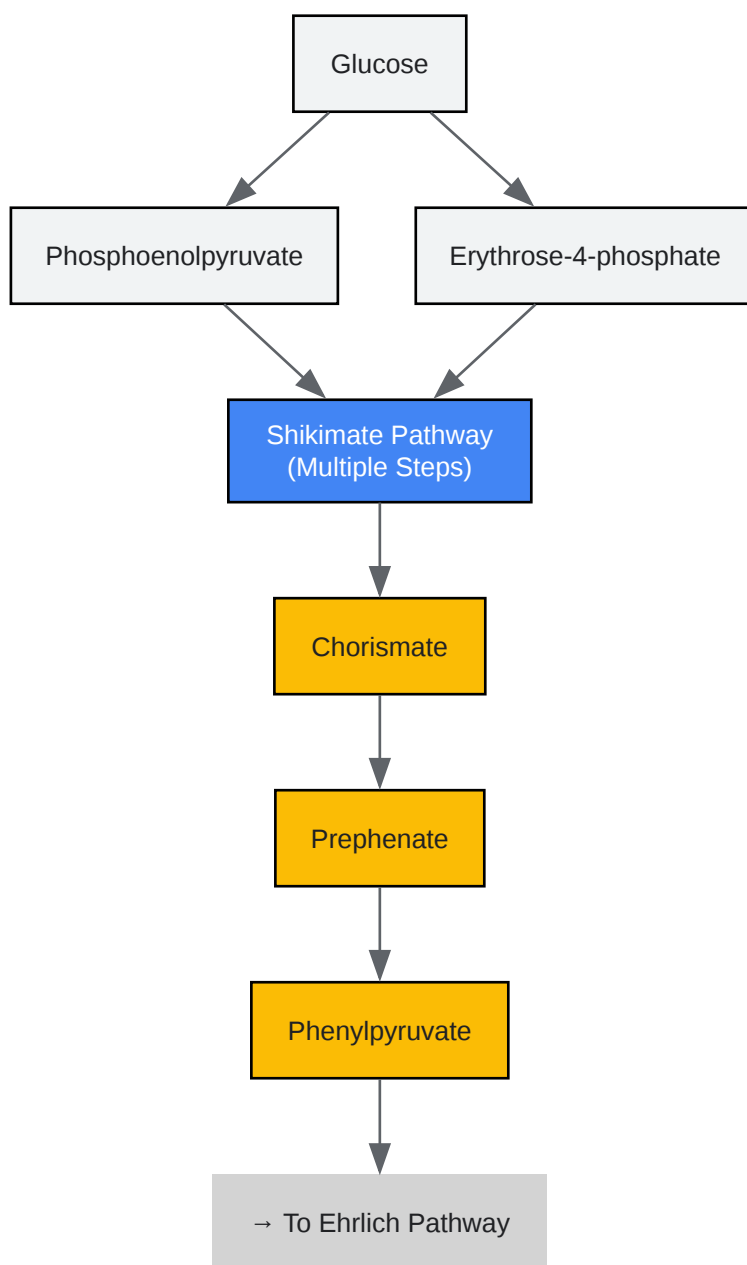 Glucose
Phosphoenolpyruvate
Erythrose-4-phosphate
Shikimate Pathway
(Multiple Steps)
Chorismate
Prephenate
Phenylpyruvate
→ To Ehrlich Pathway